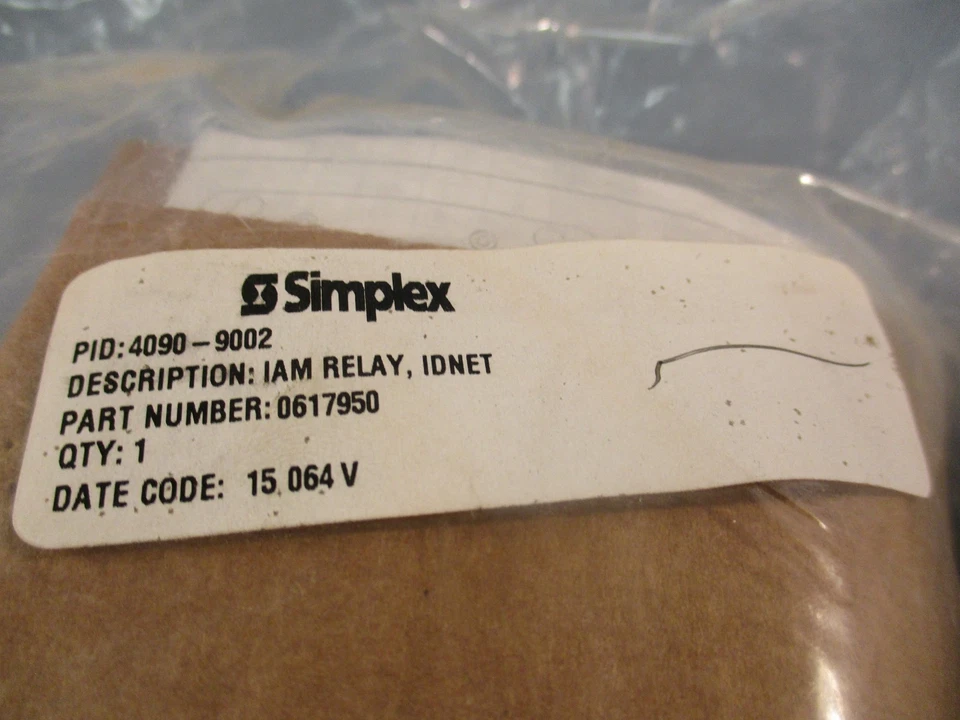 Simplex
PID: 4090-9002
DESCRIPTION: IAM RELAY, IDNET
PART NUMBER: 0617950
QTY: 1
DATE CODE: 15 064 V